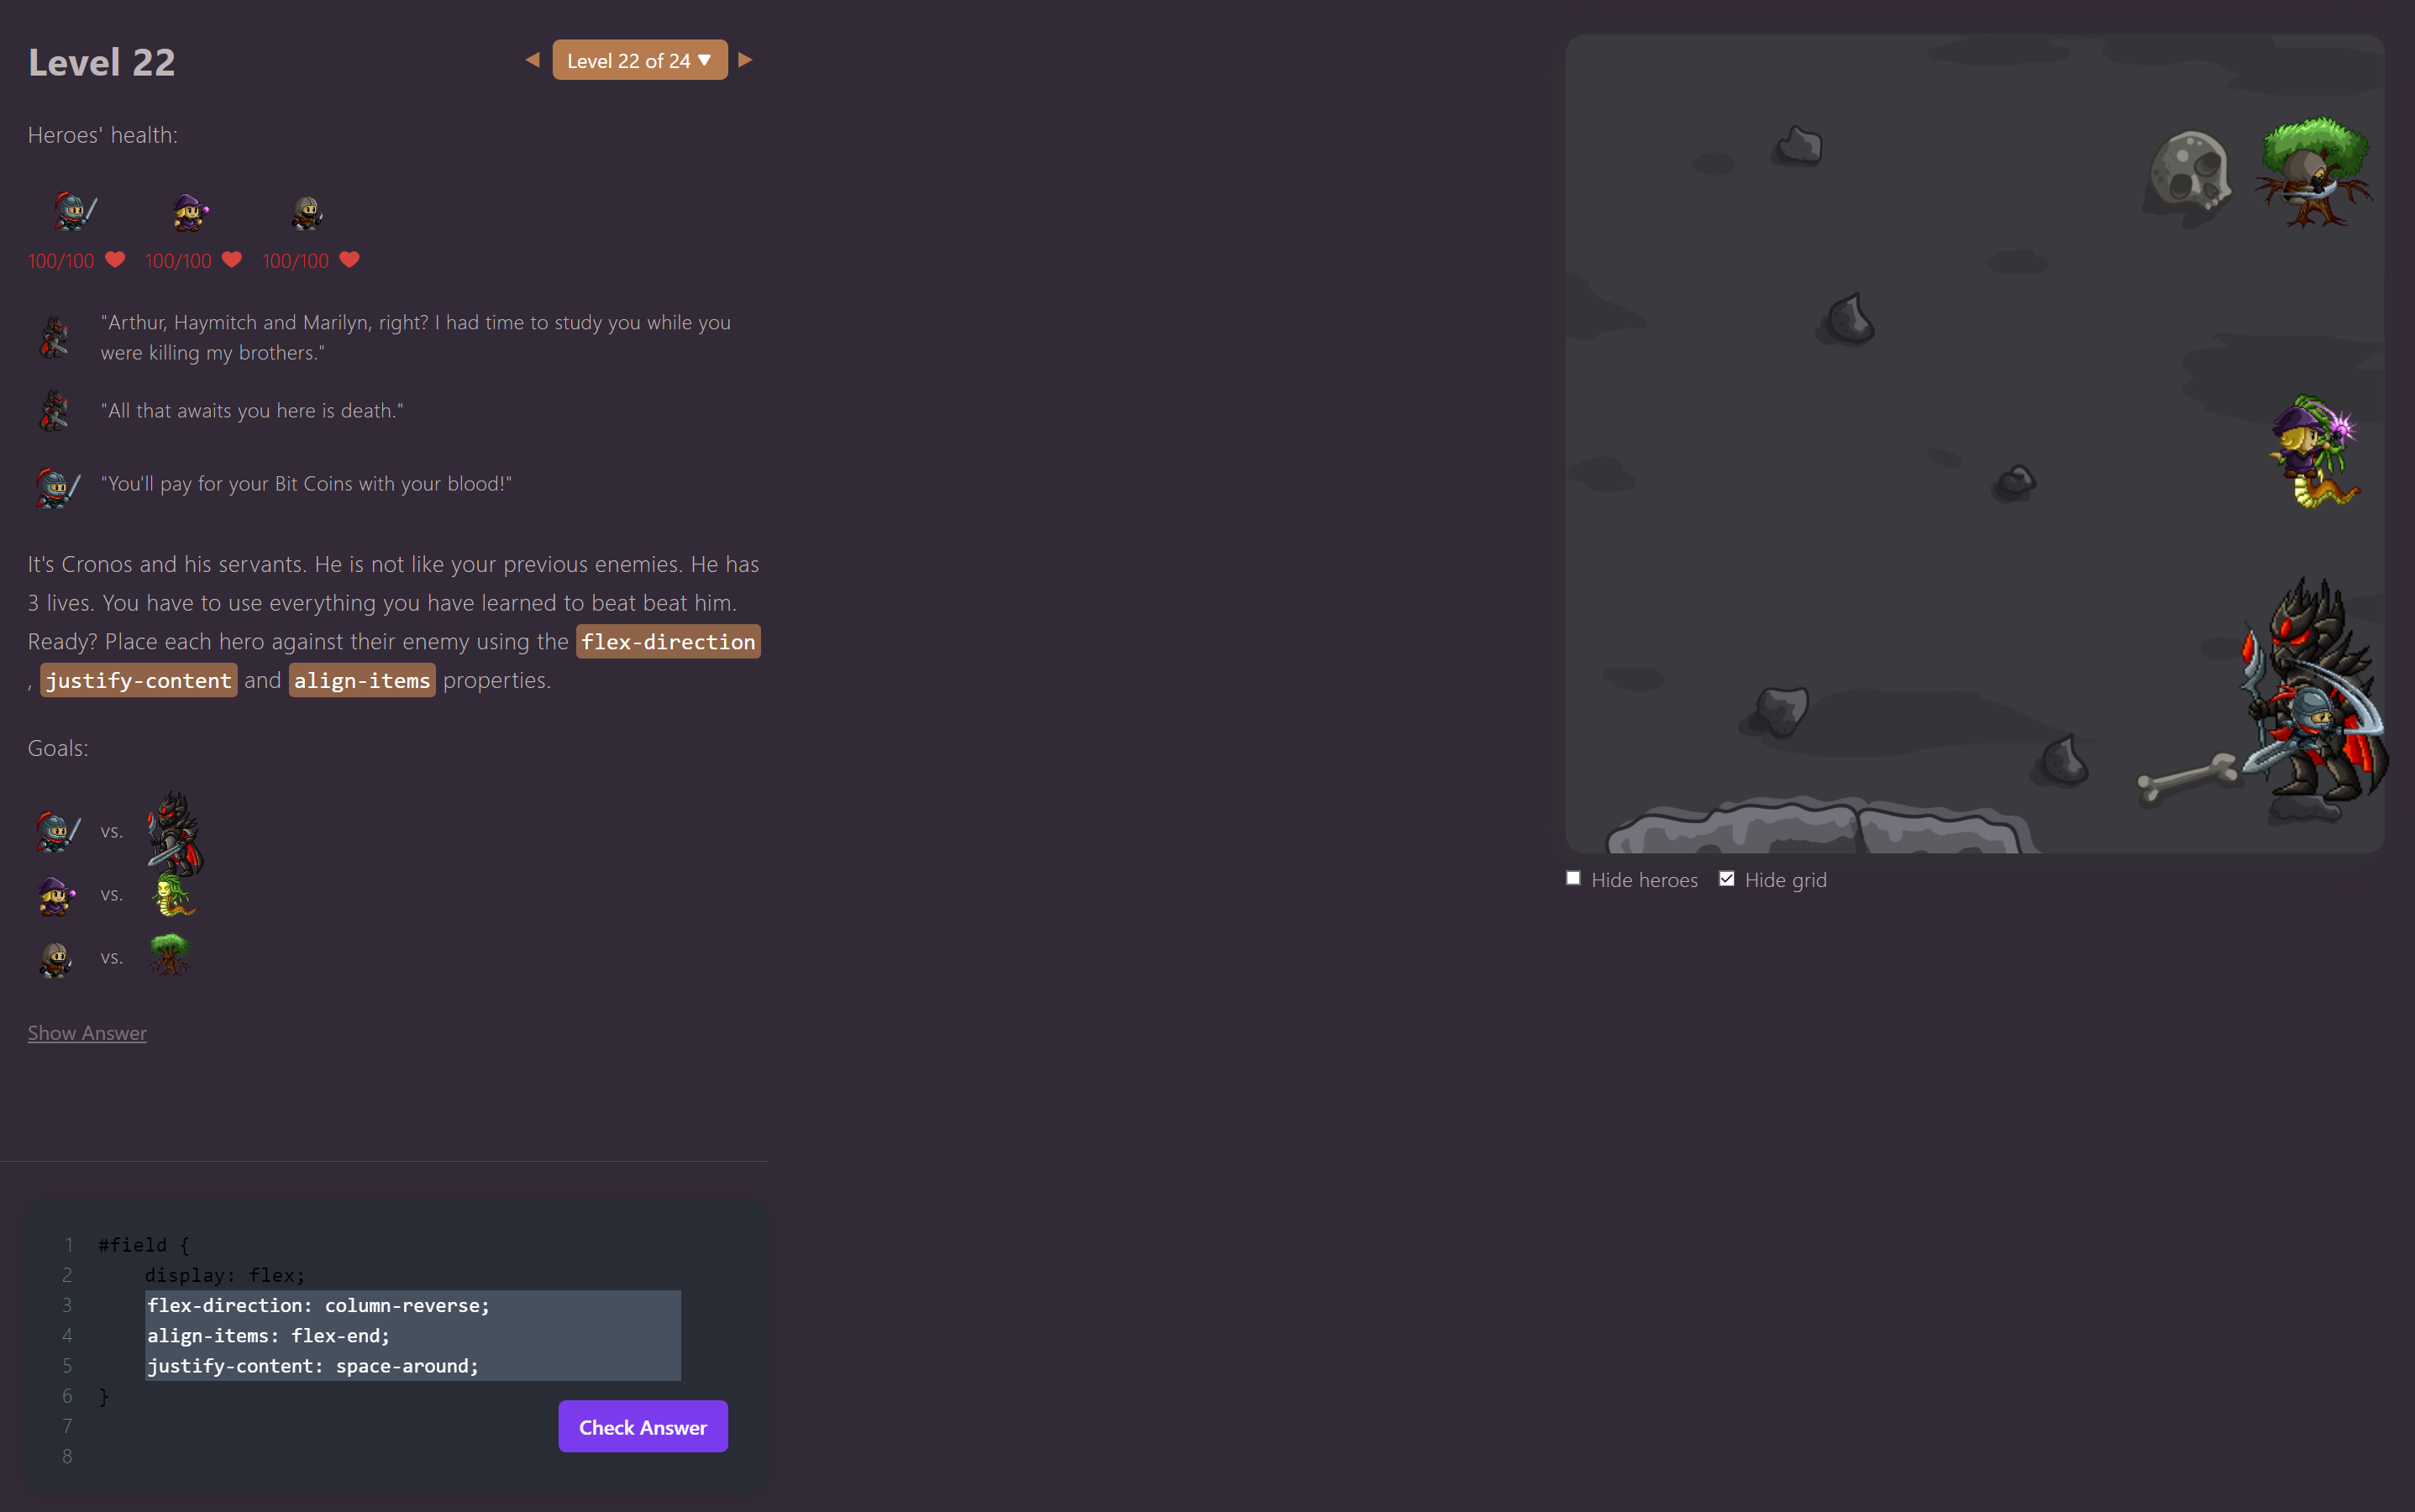 Level 22
Level 22 of 24
Heroes' health:
100/100 100/100 100/100
"Arthur, Haymitch and Marilyn, right? I had time to study you while you
were killing my brothers."
"All that awaits you here is death."
"You'll pay for your Bit Coins with your blood!"
It's Cronos and his servants. He is not like your previous enemies. He has
3 lives. You have to use everything you have learned to beat beat him.
Ready? Place each hero against their enemy using the flex-direction
, justify-content and align-items properties.
Goals:
vs.
vs.
vs.
Show Answer
1 #field {
2 display: flex;
3 flex-direction: column-reverse;
4 align-items: flex-end;
5 justify-content: space-around;
6 }
7
8
Check Answer
Hide heroes Hide grid